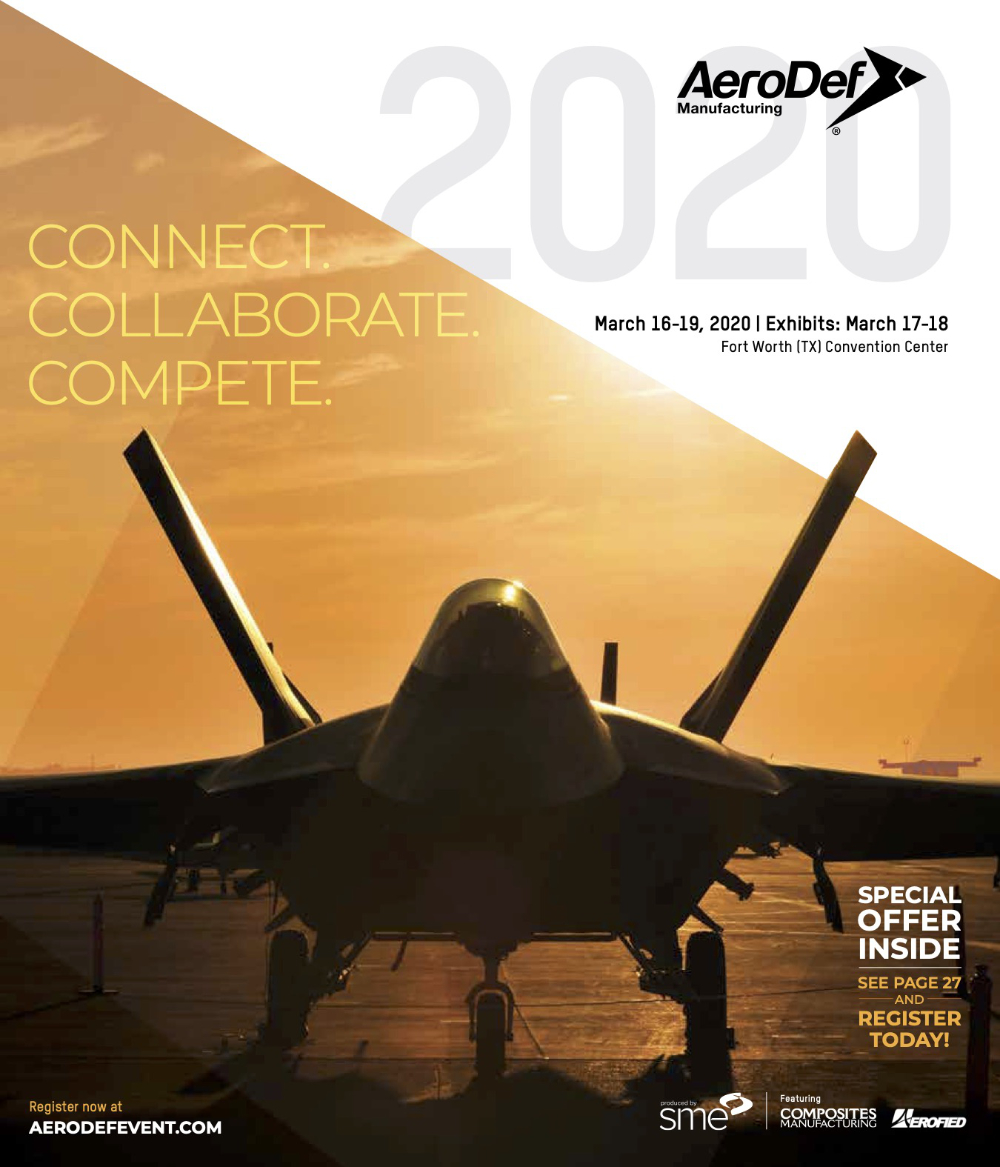 2020
AeroDef
Manufacturing
®
CONNECT.
COLLABORATE.
COMPETE.
March 16-19, 2020 | Exhibits: March 17-18
Fort Worth (TX) Convention Center
SPECIAL
OFFER
INSIDE
SEE PAGE 27
AND
REGISTER
TODAY!
Register now at
AERODEFEVENT.COM
produced by
sme
Featuring
COMPOSITES
MANUFACTURING
AEROFIED